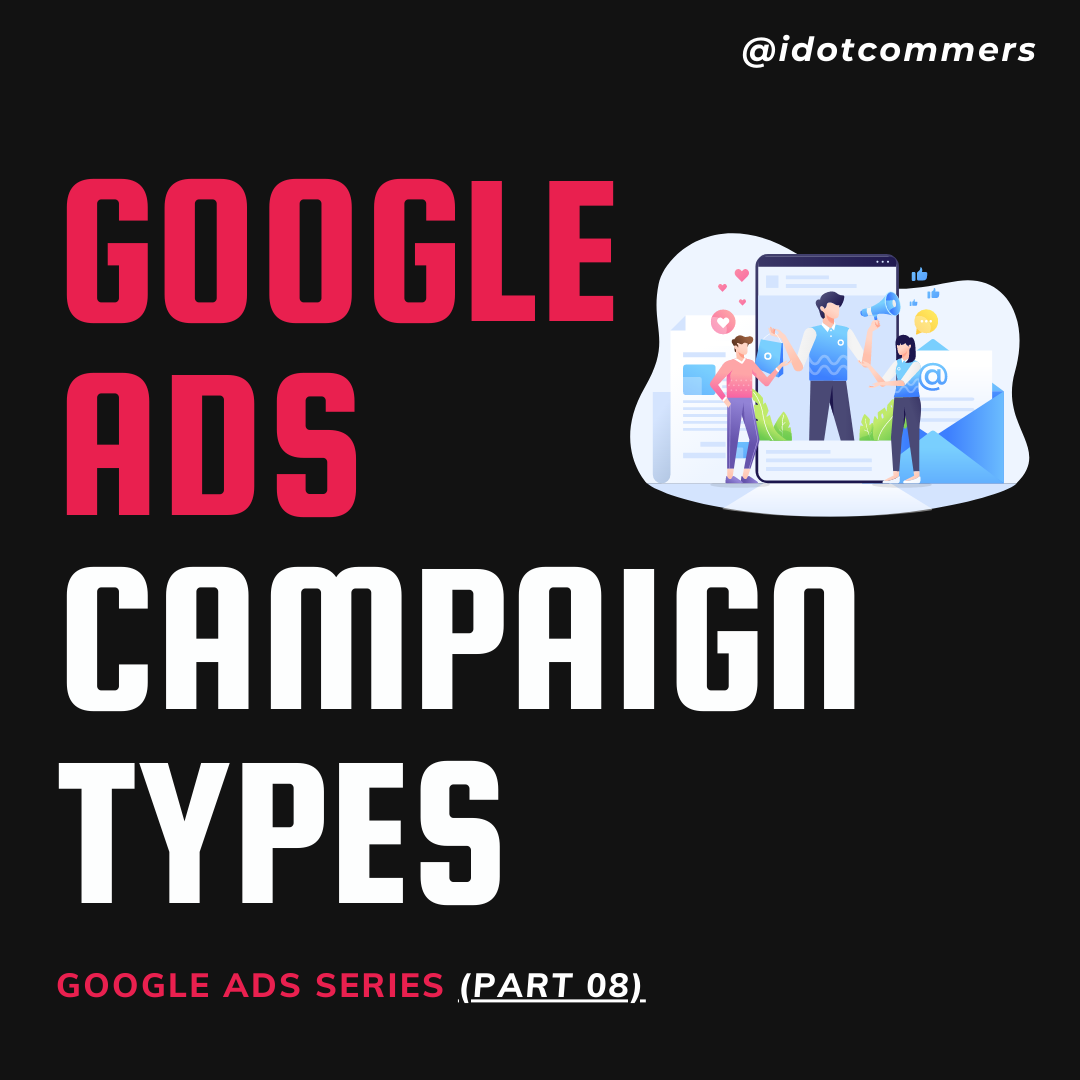 @idotcommers
GOOGLE
ADS
CAMPAIGN
TYPES
@
GOOGLE ADS SERIES (PART 08)